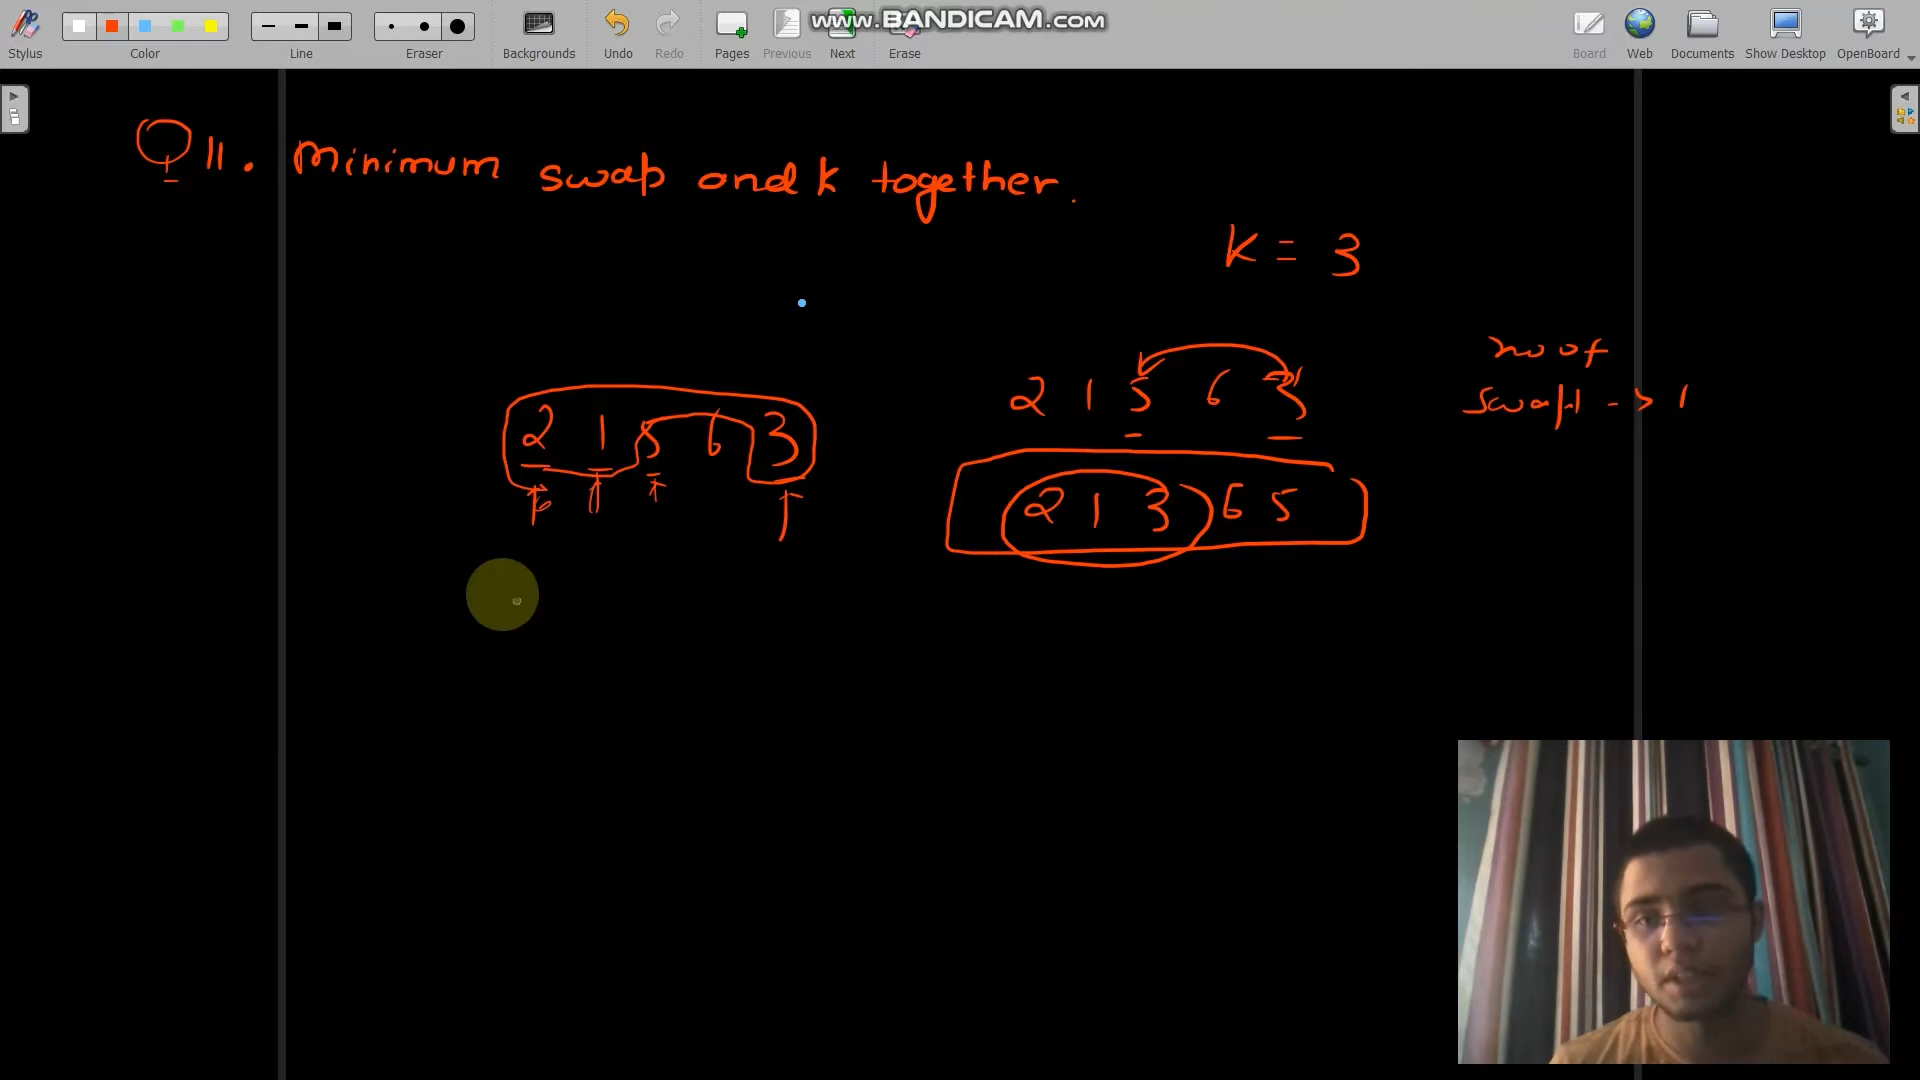 www.BANDICAM.com
Stylus Color Line Eraser Backgrounds Undo Redo Pages Previous Next Erase Board Web Documents Show Desktop OpenBoard
Q 11. Minimum swap and k together.
K = 3
2 1 5 6 3
2 1 5 6 3
no of
swap -> 1
2 1 3 6 5